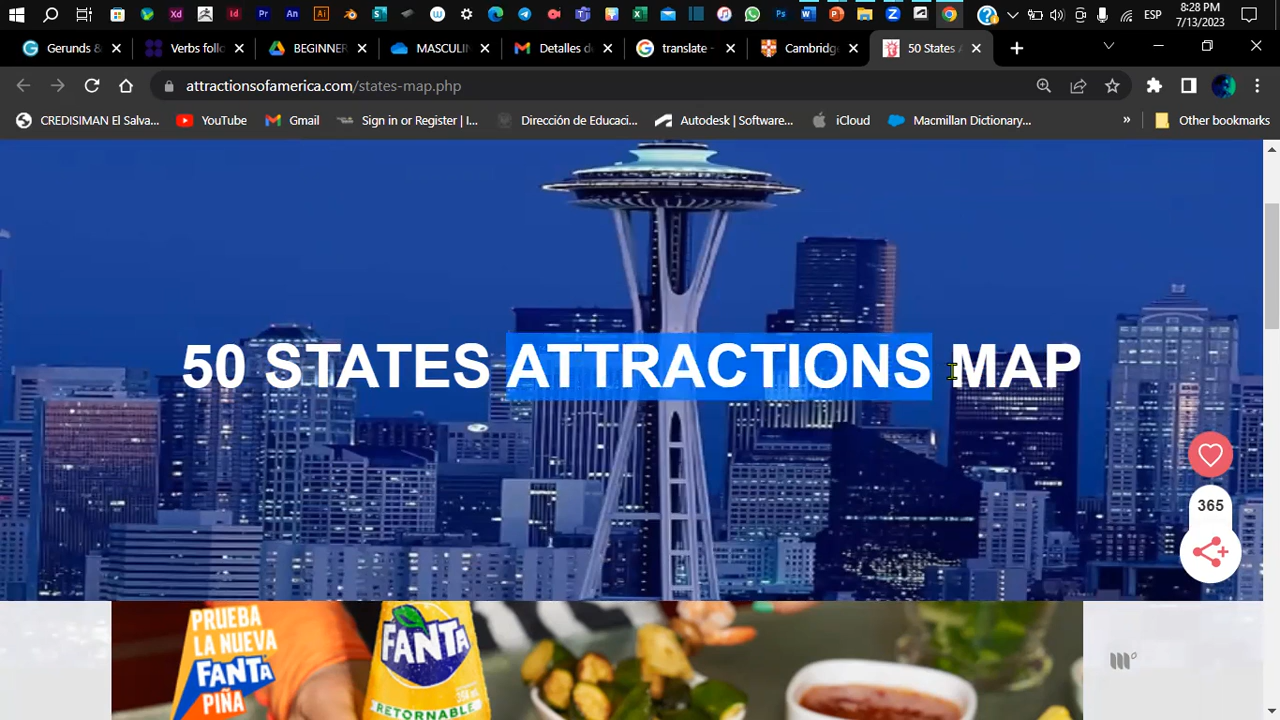 8:28 PM
ESP
7/13/2023
Gerunds &
Verbs follo
BEGINNER
MASCULIN
Detalles d
translate -
Cambridge
50 States A
attractionsofamerica.com/states-map.php
CREDISIMAN El Salva...
YouTube
Gmail
Sign in or Register | I...
Dirección de Educaci...
Autodesk | Software...
iCloud
Macmillan Dictionary...
»
Other bookmarks
50 STATES ATTRACTIONS MAP
365
PRUEBA
LA NUEVA
FANTA
PIÑA
FANTA
RETORNABLE